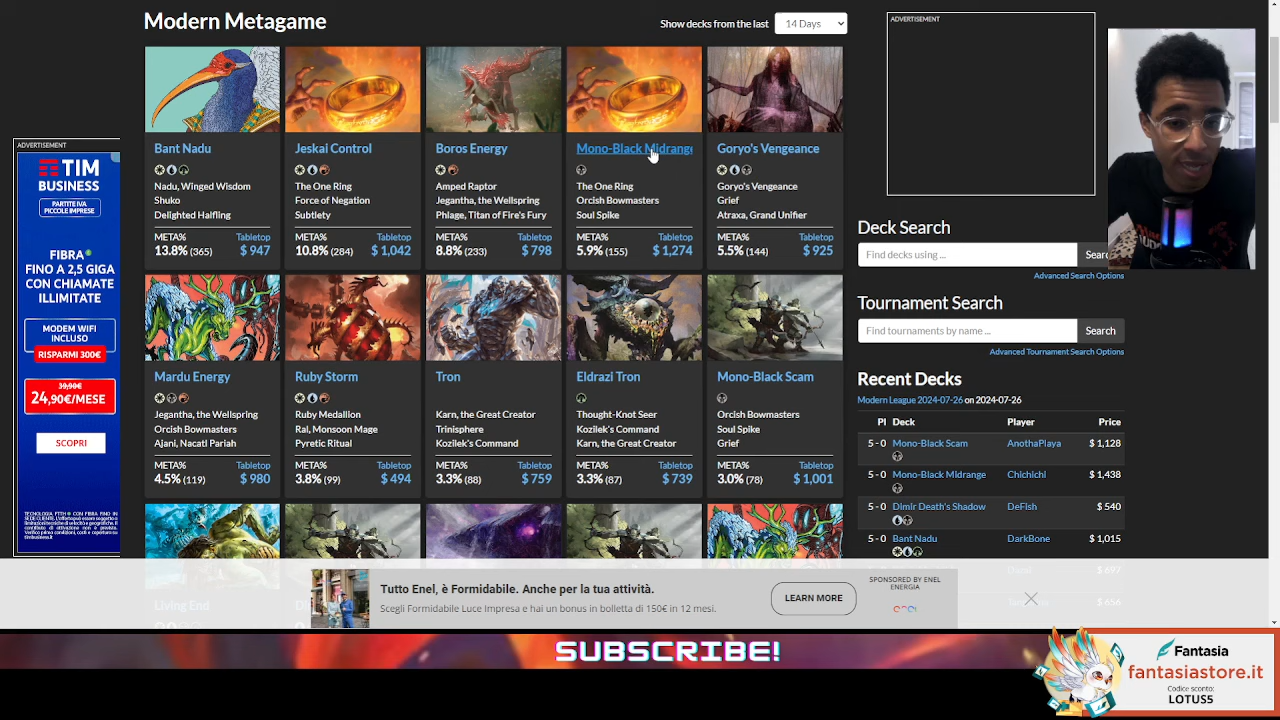 Modern Metagame
Show decks from the last
14 Days
Bant Nadu
Nadu, Winged Wisdom
Shuko
Delighted Halfling
META%
Tabletop
13.8% (365)
$ 947
Jeskai Control
The One Ring
Force of Negation
Subtlety
META%
Tabletop
10.8% (284)
$ 1,042
Boros Energy
Amped Raptor
Jegantha, the Wellspring
Phlage, Titan of Fire's Fury
META%
Tabletop
8.8% (233)
$ 798
Mono-Black Midrange
The One Ring
Orcish Bowmasters
Soul Spike
META%
Tabletop
5.9% (155)
$ 1,274
Goryo's Vengeance
Goryo's Vengeance
Grief
Atraxa, Grand Unifier
META%
Tabletop
5.5% (144)
$ 925
Mardu Energy
Jegantha, the Wellspring
Orcish Bowmasters
Ajani, Nacatl Pariah
META%
Tabletop
4.5% (119)
$ 980
Ruby Storm
Ruby Medallion
Ral, Monsoon Mage
Pyretic Ritual
META%
Tabletop
3.8% (99)
$ 494
Tron
Karn, the Great Creator
Trinisphere
Kozilek's Command
META%
Tabletop
3.3% (88)
$ 759
Eldrazi Tron
Thought-Knot Seer
Kozilek's Command
Karn, the Great Creator
META%
Tabletop
3.3% (87)
$ 739
Mono-Black Scam
Orcish Bowmasters
Soul Spike
Grief
META%
Tabletop
3.0% (78)
$ 1,001
Living End
ADVERTISEMENT
TIM
BUSINESS
PARTITE IVA
PICCOLE IMPRESE
FIBRA
FINO A 2,5 GIGA
CON CHIAMATE
ILLIMITATE
MODEM WIFI
INCLUSO
RISPARMI 300€
39,90€
24,90€/MESE
SCOPRI
ADVERTISEMENT
Deck Search
Find decks using ...
Searc
Advanced Search Options
Tournament Search
Find tournaments by name ...
Search
Advanced Tournament Search Options
Recent Decks
Modern League 2024-07-26 on 2024-07-26
Pl Deck Player Price
5 - 0 Mono-Black Scam AnothaPlaya $ 1,128
5 - 0 Mono-Black Midrange Chichichi $ 1,438
5 - 0 Dimir Death's Shadow DeFish $ 540
5 - 0 Bant Nadu DarkBone $ 1,015
$ 697
$ 656
Tutto Enel, è Formidabile. Anche per la tua attività.
Scegli Formidabile Luce Impresa e hai un bonus in bolletta di 150€ in 12 mesi.
LEARN MORE
SPONSORED BY ENEL
ENERGIA
SUBSCRIBE!
Fantasia
fantasiastore.it
Codice sconto:
LOTUS5